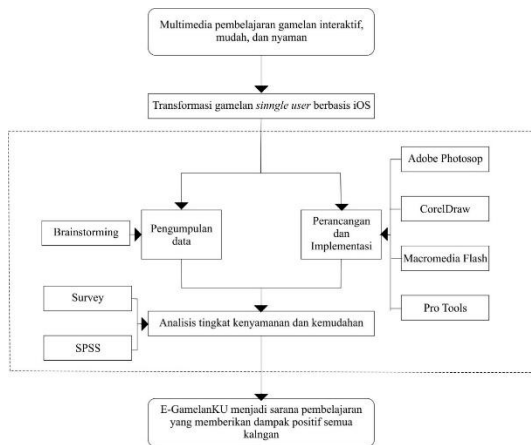 Multimedia pembelajaran gamelan interaktif,
mudah, dan nyaman
Transformasi gamelan sinngle user berbasis iOS
Adobe Photosop
CorelDraw
Macromedia Flash
Pro Tools
Brainstorming
Pengumpulan
data
Perancangan
dan
Implementasi
Survey
SPSS
Analisis tingkat kenyamanan dan kemudahan
E-GamelanKU menjadi sarana pembelajaran
yang memberikan dampak positif semua
kalngan